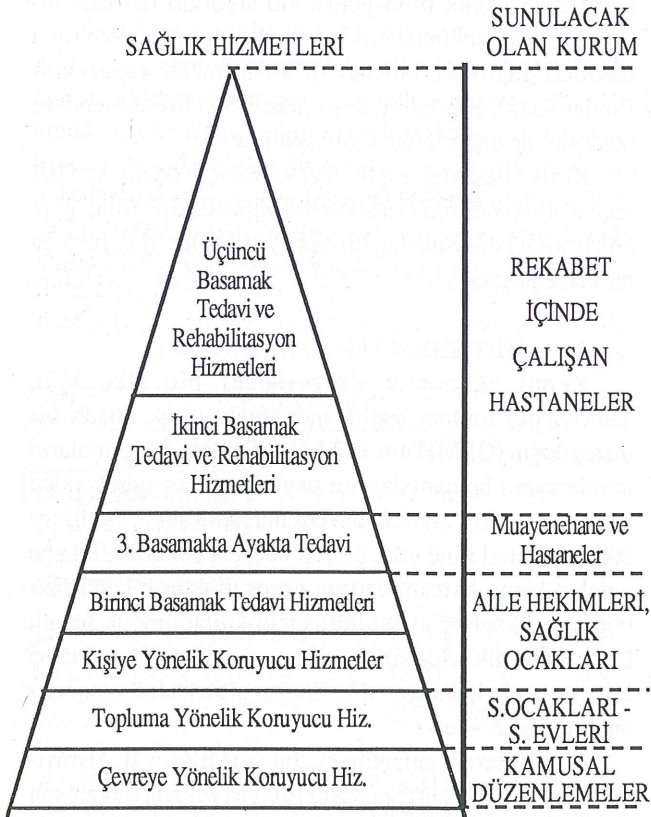 SAĞLIK HİZMETLERİ
SUNULACAK
OLAN KURUM
Üçüncü
Basamak
Tedavi ve
Rehabilitasyon
Hizmetleri
REKABET
İÇİNDE
ÇALIŞAN
HASTANELER
İkinci Basamak
Tedavi ve Rehabilitasyon
Hizmetleri
3. Basamakta Ayakta Tedavi
Muayenehane ve
Hastaneler
Birinci Basamak Tedavi Hizmetleri
Kişiye Yönelik Koruyucu Hizmetler
AİLE HEKİMLERİ,
SAĞLIK
OCAKLARI
Topluma Yönelik Koruyucu Hiz.
S.OCAKLARI -
S. EVLERİ
Çevreye Yönelik Koruyucu Hiz.
KAMUSAL
DÜZENLEMELER